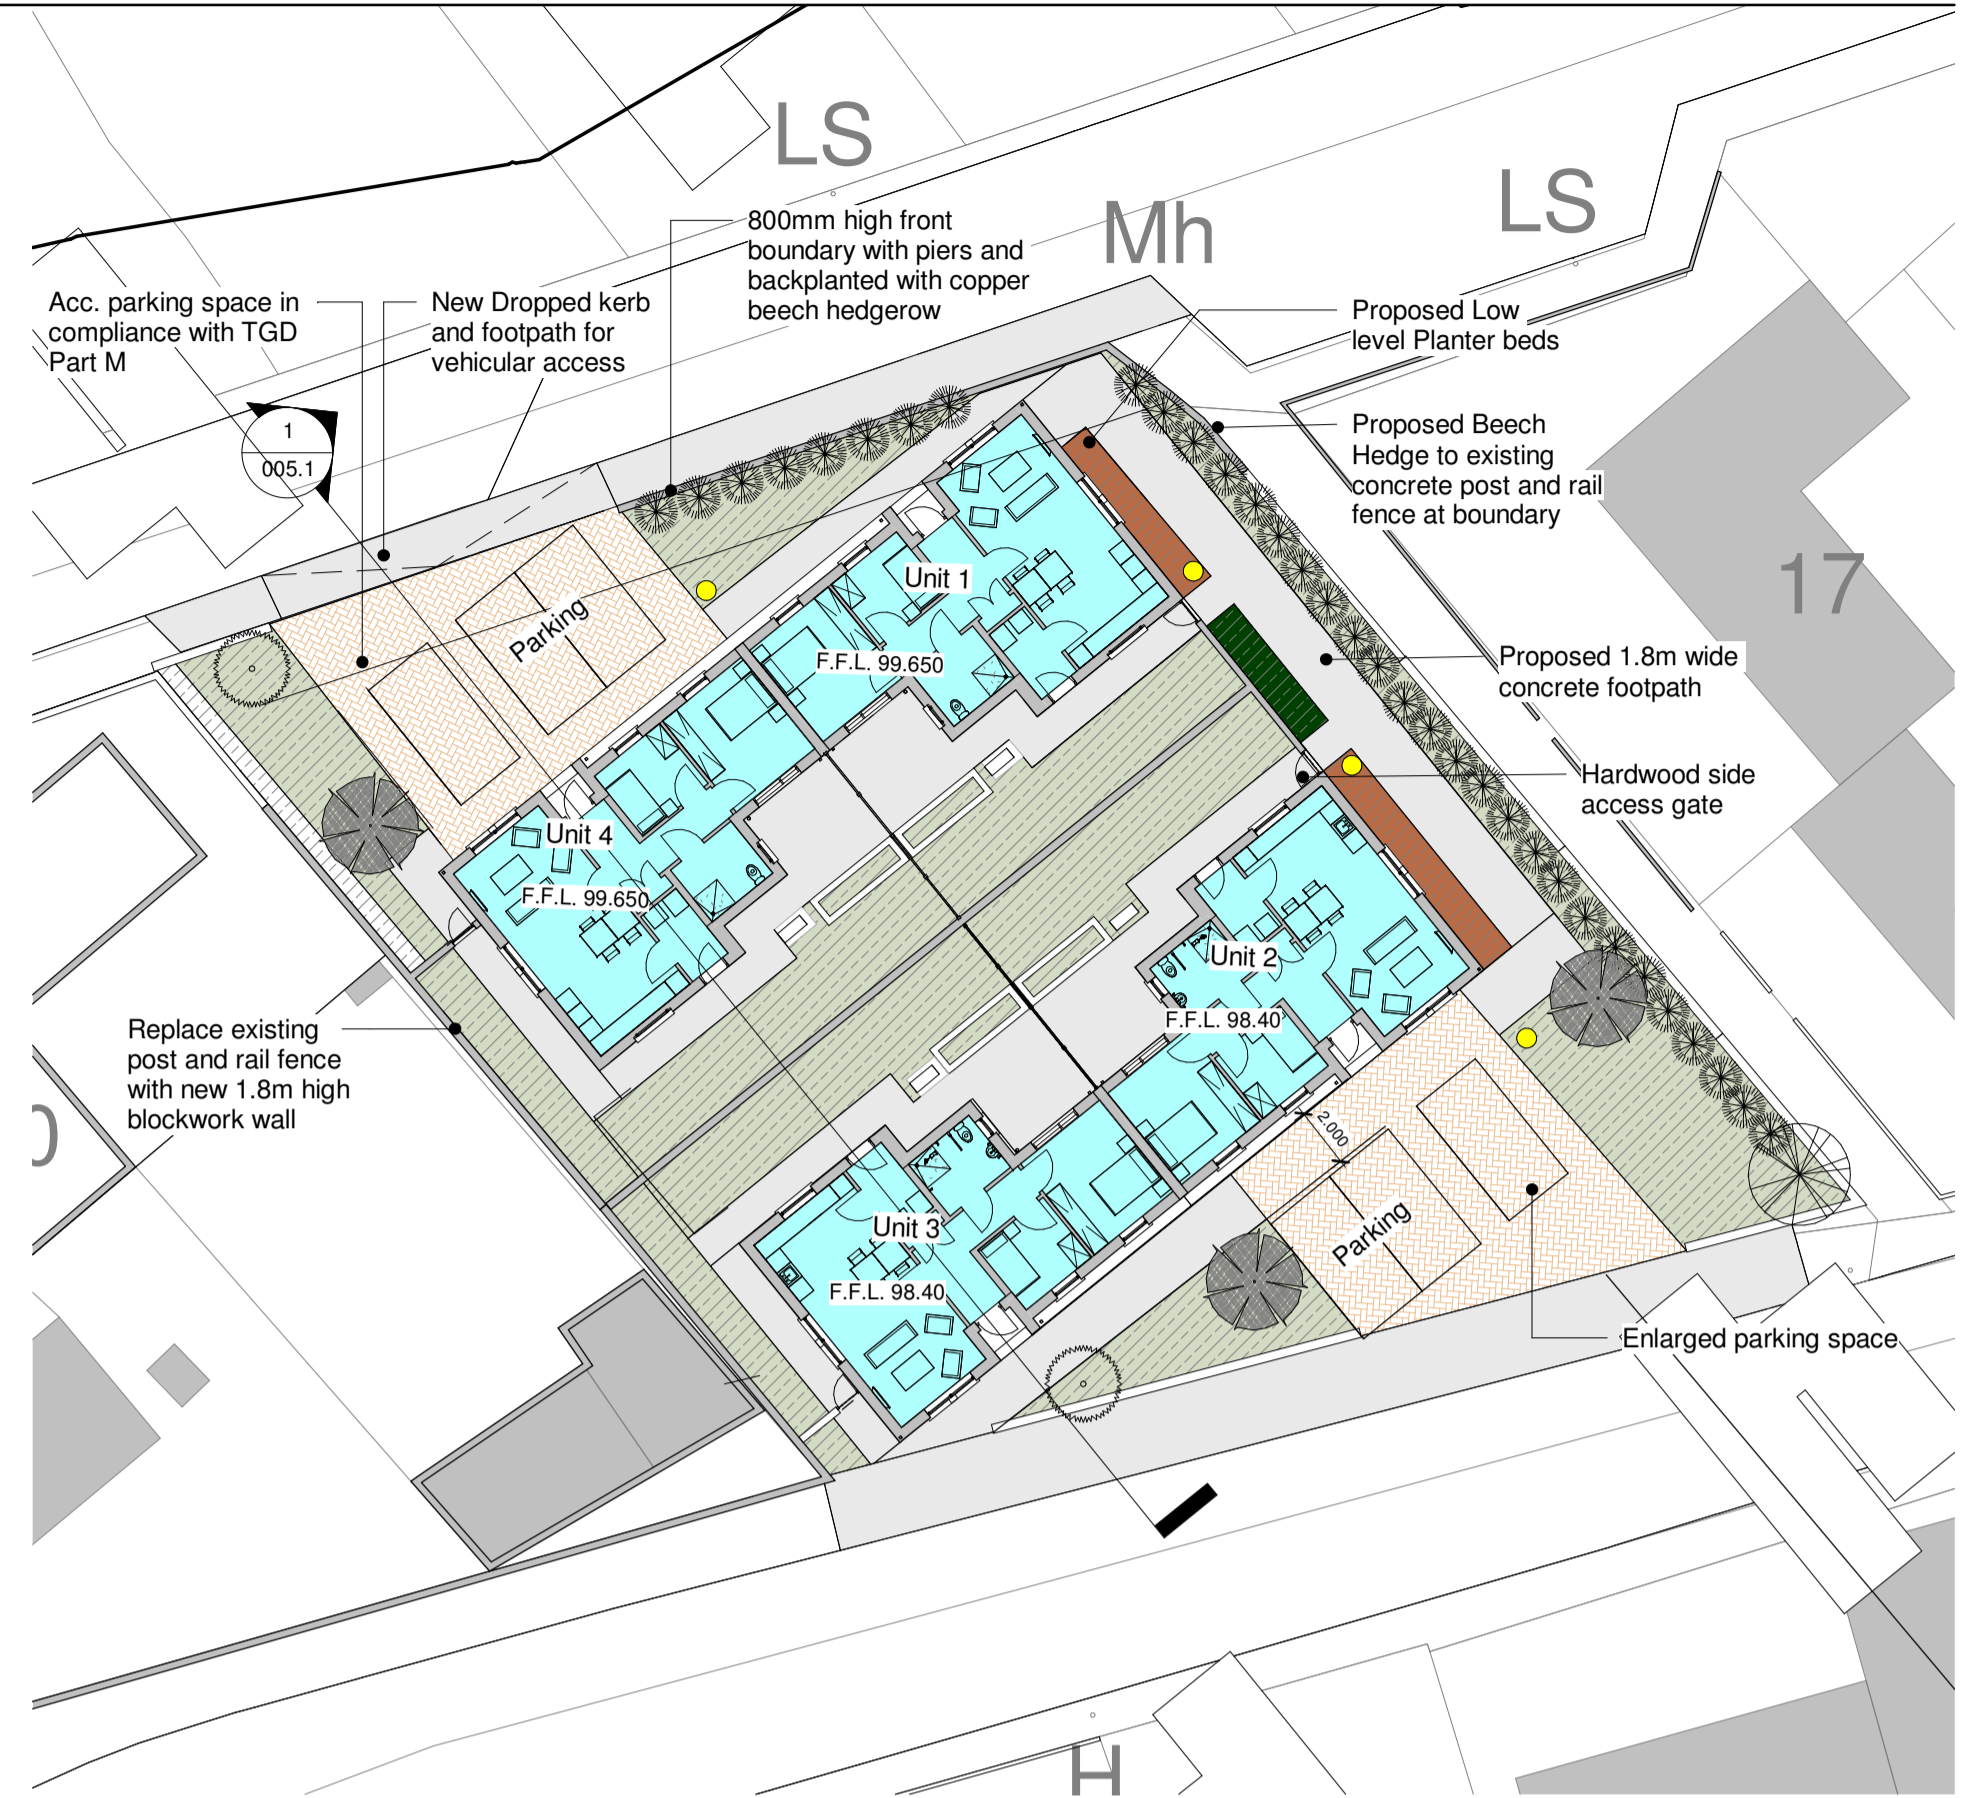 LS
LS
Mh
800mm high front
boundary with piers and
backplanted with copper
beech hedgerow
Acc. parking space in
compliance with TGD
Part M
New Dropped kerb
and footpath for
vehicular access
Proposed Low
level Planter beds
1
005.1
Proposed Beech
Hedge to existing
concrete post and rail
fence at boundary
17
Parking
Unit 1
F.F.L. 99.650
Proposed 1.8m wide
concrete footpath
Hardwood side
access gate
Unit 4
F.F.L. 99.650
Unit 2
F.F.L. 98.40
Replace existing
post and rail fence
with new 1.8m high
blockwork wall
2.000
Unit 3
F.F.L. 98.40
Parking
Enlarged parking space
H